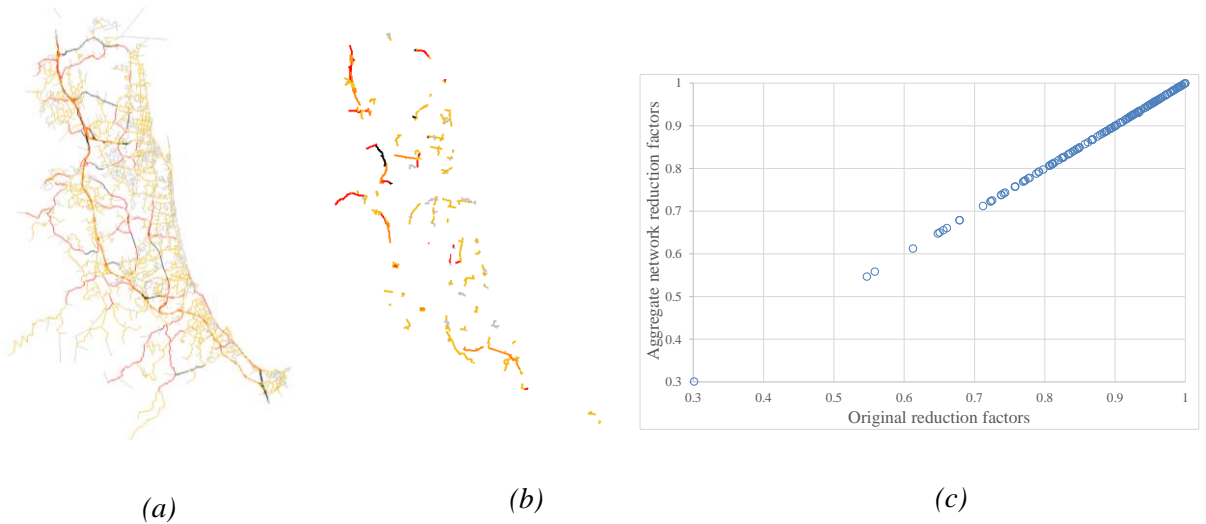 Aggregate network reduction factors
1
0.9
0.8
0.7
0.6
0.5
0.4
0.3
0.3 0.4 0.5 0.6 0.7 0.8 0.9 1
Original reduction factors
(a) (b) (c)